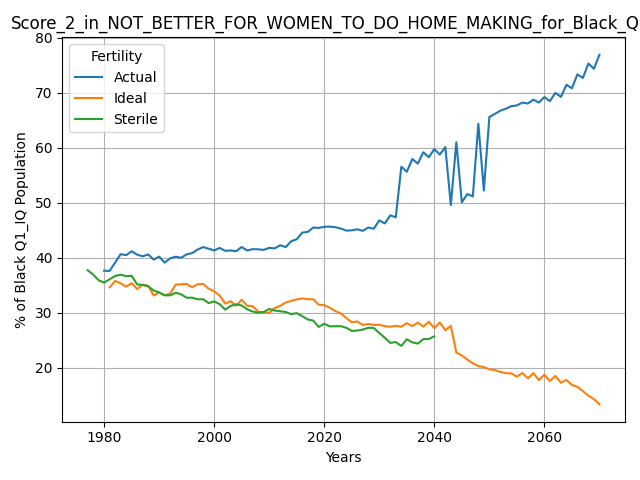 Score_2_in_NOT_BETTER_FOR_WOMEN_TO_DO_HOME_MAKING_for_Black_Q
80
70
60
50
40
30
20
% of Black Q1_IQ Population
Fertility
Actual
Ideal
Sterile
1980 2000 2020 2040 2060
Years